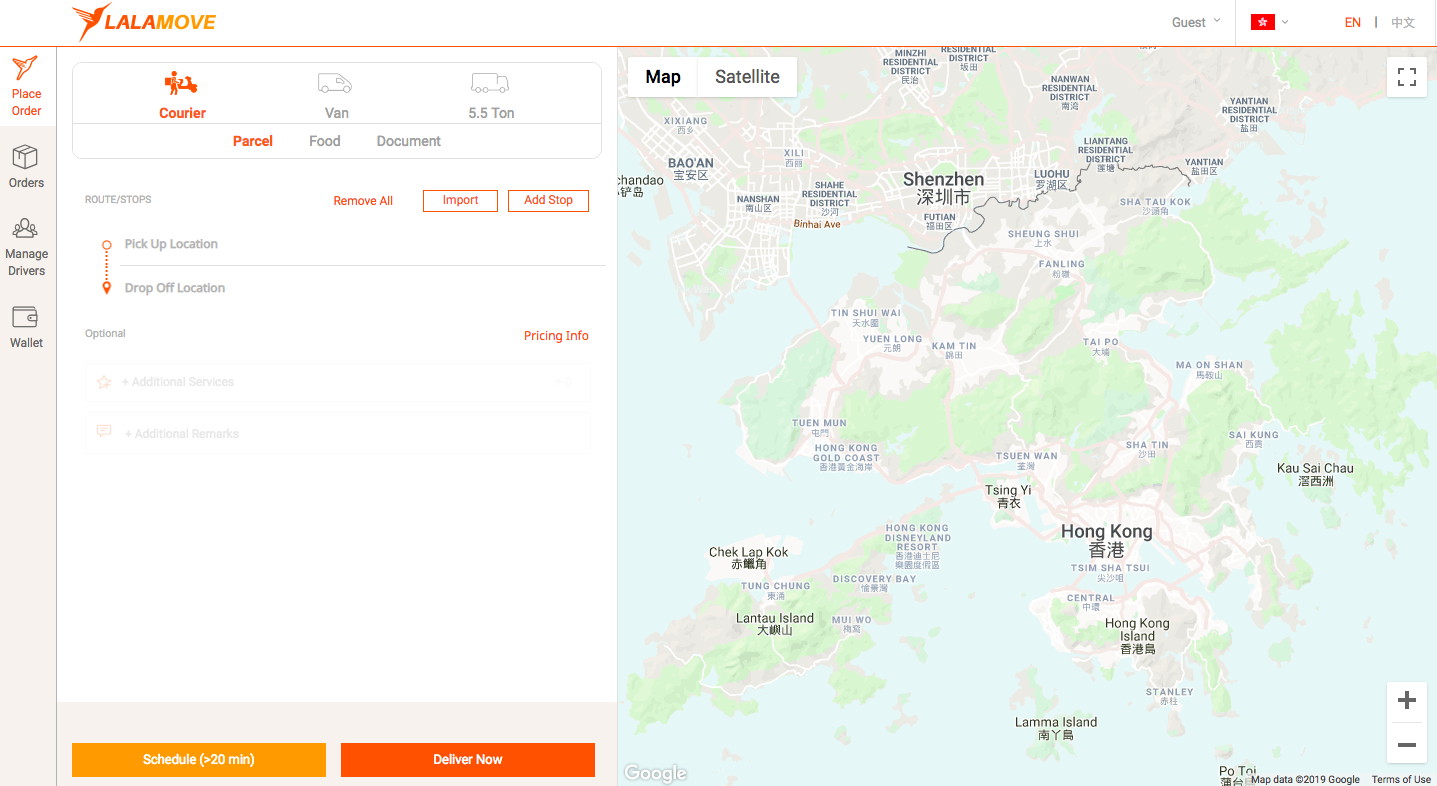 LALAMOVE
Guest
EN | 中文
Place
Order
Orders
Manage
Drivers
Wallet
Courier
Van
5.5 Ton
Parcel
Food
Document
ROUTE/STOPS
Remove All
Import
Add Stop
Pick Up Location
Drop Off Location
Optional
Pricing Info
+ Additional Services
+ Additional Remarks
Schedule (>20 min)
Deliver Now
Map
Satellite
MINZHI
RESIDENTIAL
DISTRICT
民治
RESIDENTIAL
DISTRICT
坂田
NANWAN
RESIDENTIAL
DISTRICT
南湾
YANTIAN
RESIDENTIAL
DISTRICT
盐田
XIXIANG
西乡
XILI
西丽
LIANTANG
RESIDENTIAL
DISTRICT
莲塘
BAO'AN
宝安区
YANTIAN
盐田区
chandao
铲岛
SHAHE
RESIDENTIAL
DISTRICT
沙河
Shenzhen
深圳市
LUOHU
罗湖区
NANSHAN
南山区
FUTIAN
福田区
SHA TAU KOK
沙頭角
Binhai Ave
SHEUNG SHUI
上水
FANLING
粉嶺
TIN SHUI WAI
天水圍
YUEN LONG
元朗
KAM TIN
錦田
TAI PO
大埔
MA ON SHAN
馬鞍山
TUEN MUN
屯門
HONG KONG
GOLD COAST
香港黃金海岸
TSUEN WAN
荃灣
SHA TIN
沙田
SAI KUNG
西貢
Kau Sai Chau
滘西洲
Tsing Yi
青衣
HONG KONG
DISNEYLAND
RESORT
香港迪士尼
樂園度假區
Hong Kong
香港
Chek Lap Kok
赤鱲角
TSIM SHA TSUI
尖沙咀
TUNG CHUNG
東涌
DISCOVERY BAY
愉景灣
CENTRAL
中環
Lantau Island
大嶼山
MUI WO
梅窩
Hong Kong
Island
香港島
STANLEY
赤柱
Lamma Island
南丫島
Po Toi
蒲台島
Google
Map data ©2019 Google
Terms of Use